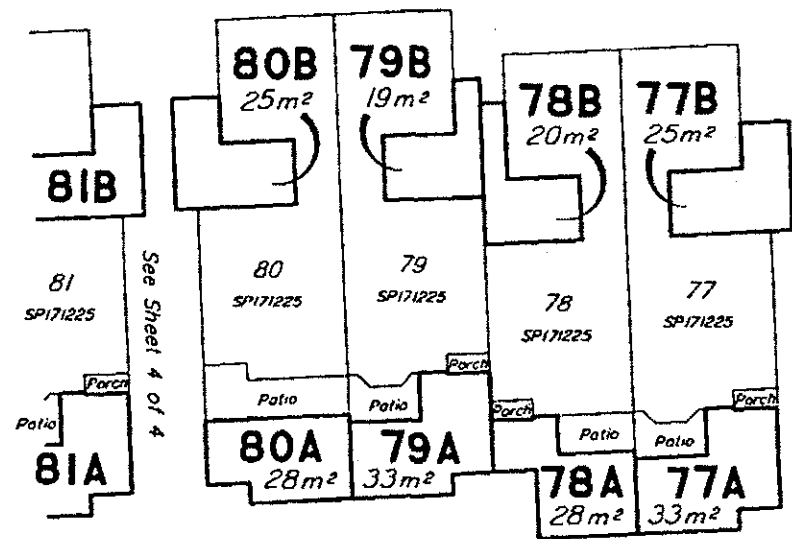 80B
25m²
79B
19m²
78B
20m²
77B
25m²
81B
81
SP171225
See Sheet 4 of 4
80
SP171225
79
SP171225
78
SP171225
77
SP171225
Porch
Patio
81A
Patio
80A
28m²
Porch
Patio
79A
33m²
Porch
Patio
78A
28m²
Porch
Patio
77A
33m²